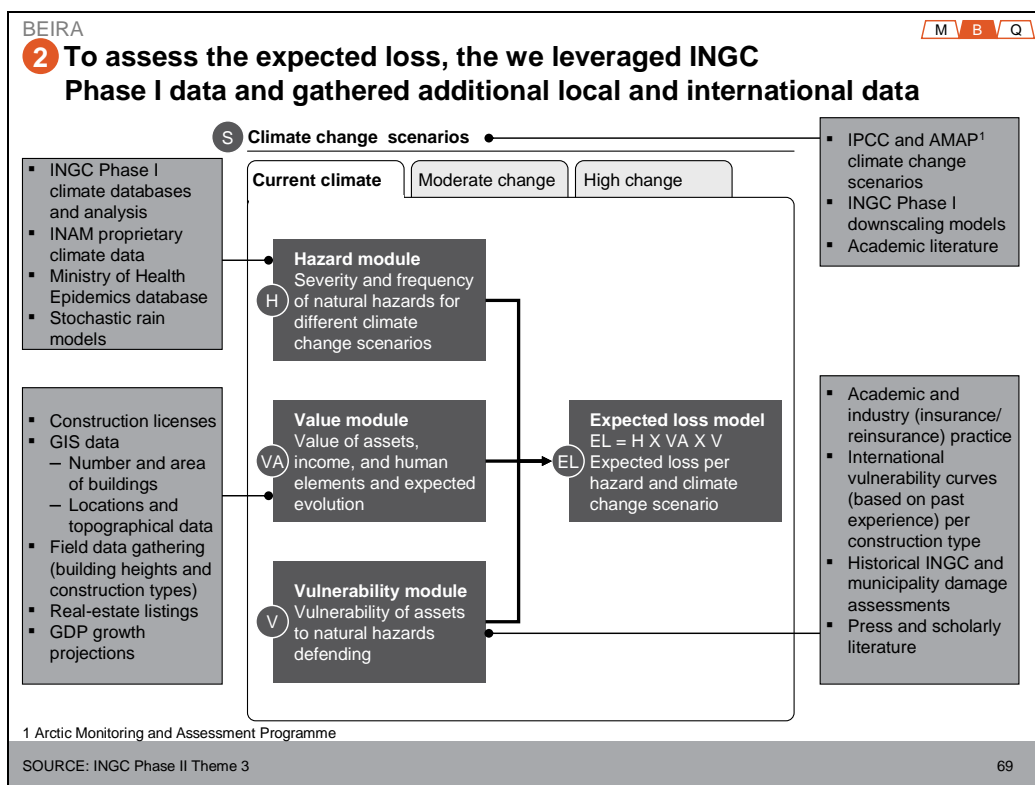 BEIRA
M B Q
2 To assess the expected loss, the we leveraged INGC
Phase I data and gathered additional local and international data
S Climate change scenarios
Current climate
Moderate change
High change
▪ INGC Phase I
climate databases
and analysis
▪ INAM proprietary
climate data
▪ Ministry of Health
Epidemics database
▪ Stochastic rain
models
▪ IPCC and AMAP1
climate change
scenarios
▪ INGC Phase I
downscaling models
▪ Academic literature
H
Hazard module
Severity and frequency
of natural hazards for
different climate
change scenarios
▪ Construction licenses
▪ GIS data
– Number and area
of buildings
– Locations and
topographical data
▪ Field data gathering
(building heights and
construction types)
▪ Real-estate listings
▪ GDP growth
projections
VA
Value module
Value of assets,
income, and human
elements and expected
evolution
EL
Expected loss model
EL = H X VA X V
Expected loss per
hazard and climate
change scenario
▪ Academic and
industry (insurance/
reinsurance) practice
▪ International
vulnerability curves
(based on past
experience) per
construction type
▪ Historical INGC and
municipality damage
assessments
▪ Press and scholarly
literature
V
Vulnerability module
Vulnerability of assets
to natural hazards
defending
1 Arctic Monitoring and Assessment Programme
SOURCE: INGC Phase II Theme 3
69